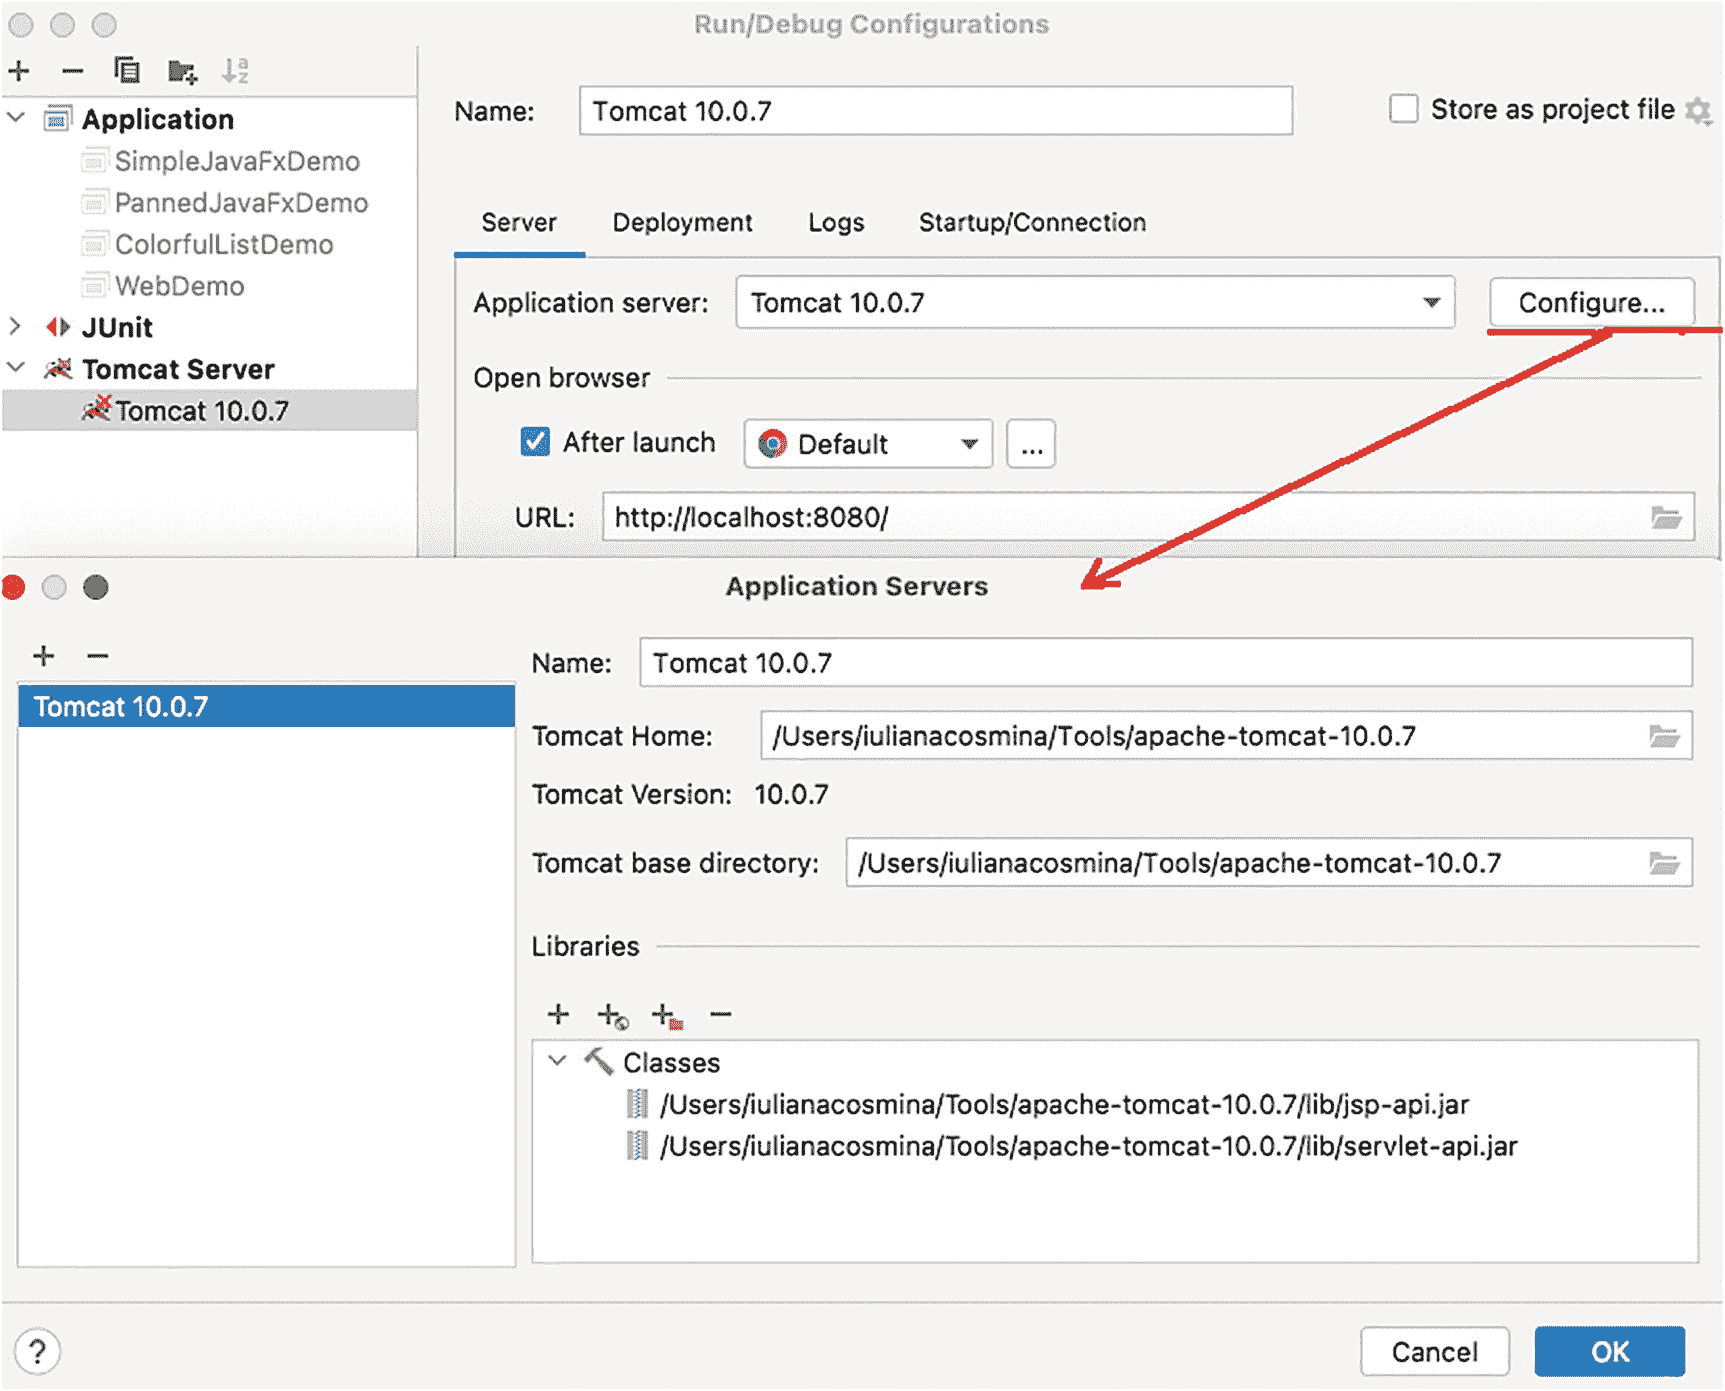 Run/Debug Configurations
Name: Tomcat 10.0.7 Store as project file
Application
SimpleJavaFxDemo
PannedJavaFxDemo
ColorfulListDemo
WebDemo
JUnit
Tomcat Server
Tomcat 10.0.7
Server Deployment Logs Startup/Connection
Application server: Tomcat 10.0.7 Configure...
Open browser
After launch Default ...
URL: http://localhost:8080/
Application Servers
Tomcat 10.0.7
Name: Tomcat 10.0.7
Tomcat Home: /Users/iulianacosmina/Tools/apache-tomcat-10.0.7
Tomcat Version: 10.0.7
Tomcat base directory: /Users/iulianacosmina/Tools/apache-tomcat-10.0.7
Libraries
Classes
/Users/iulianacosmina/Tools/apache-tomcat-10.0.7/lib/jsp-api.jar
/Users/iulianacosmina/Tools/apache-tomcat-10.0.7/lib/servlet-api.jar
? Cancel OK